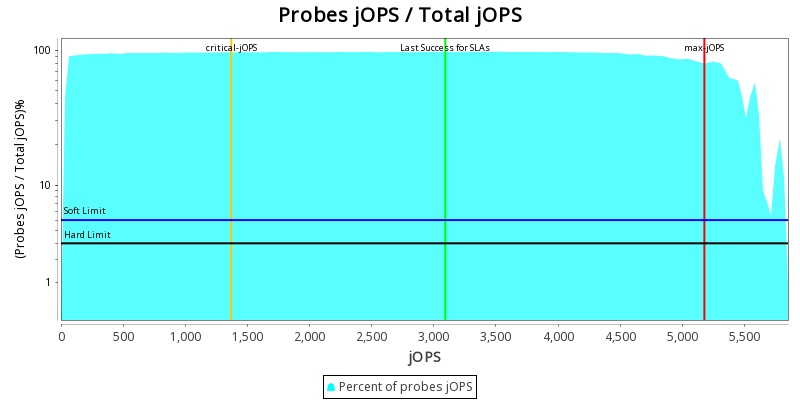 Probes jOPS / Total jOPS
critical-jOPS
Last Success for SLAs
max-jOPS
100
10
1
(Probes jOPS / Total jOPS)%
Soft Limit
Hard Limit
0 500 1,000 1,500 2,000 2,500 3,000 3,500 4,000 4,500 5,000 5,500
jOPS
Percent of probes jOPS